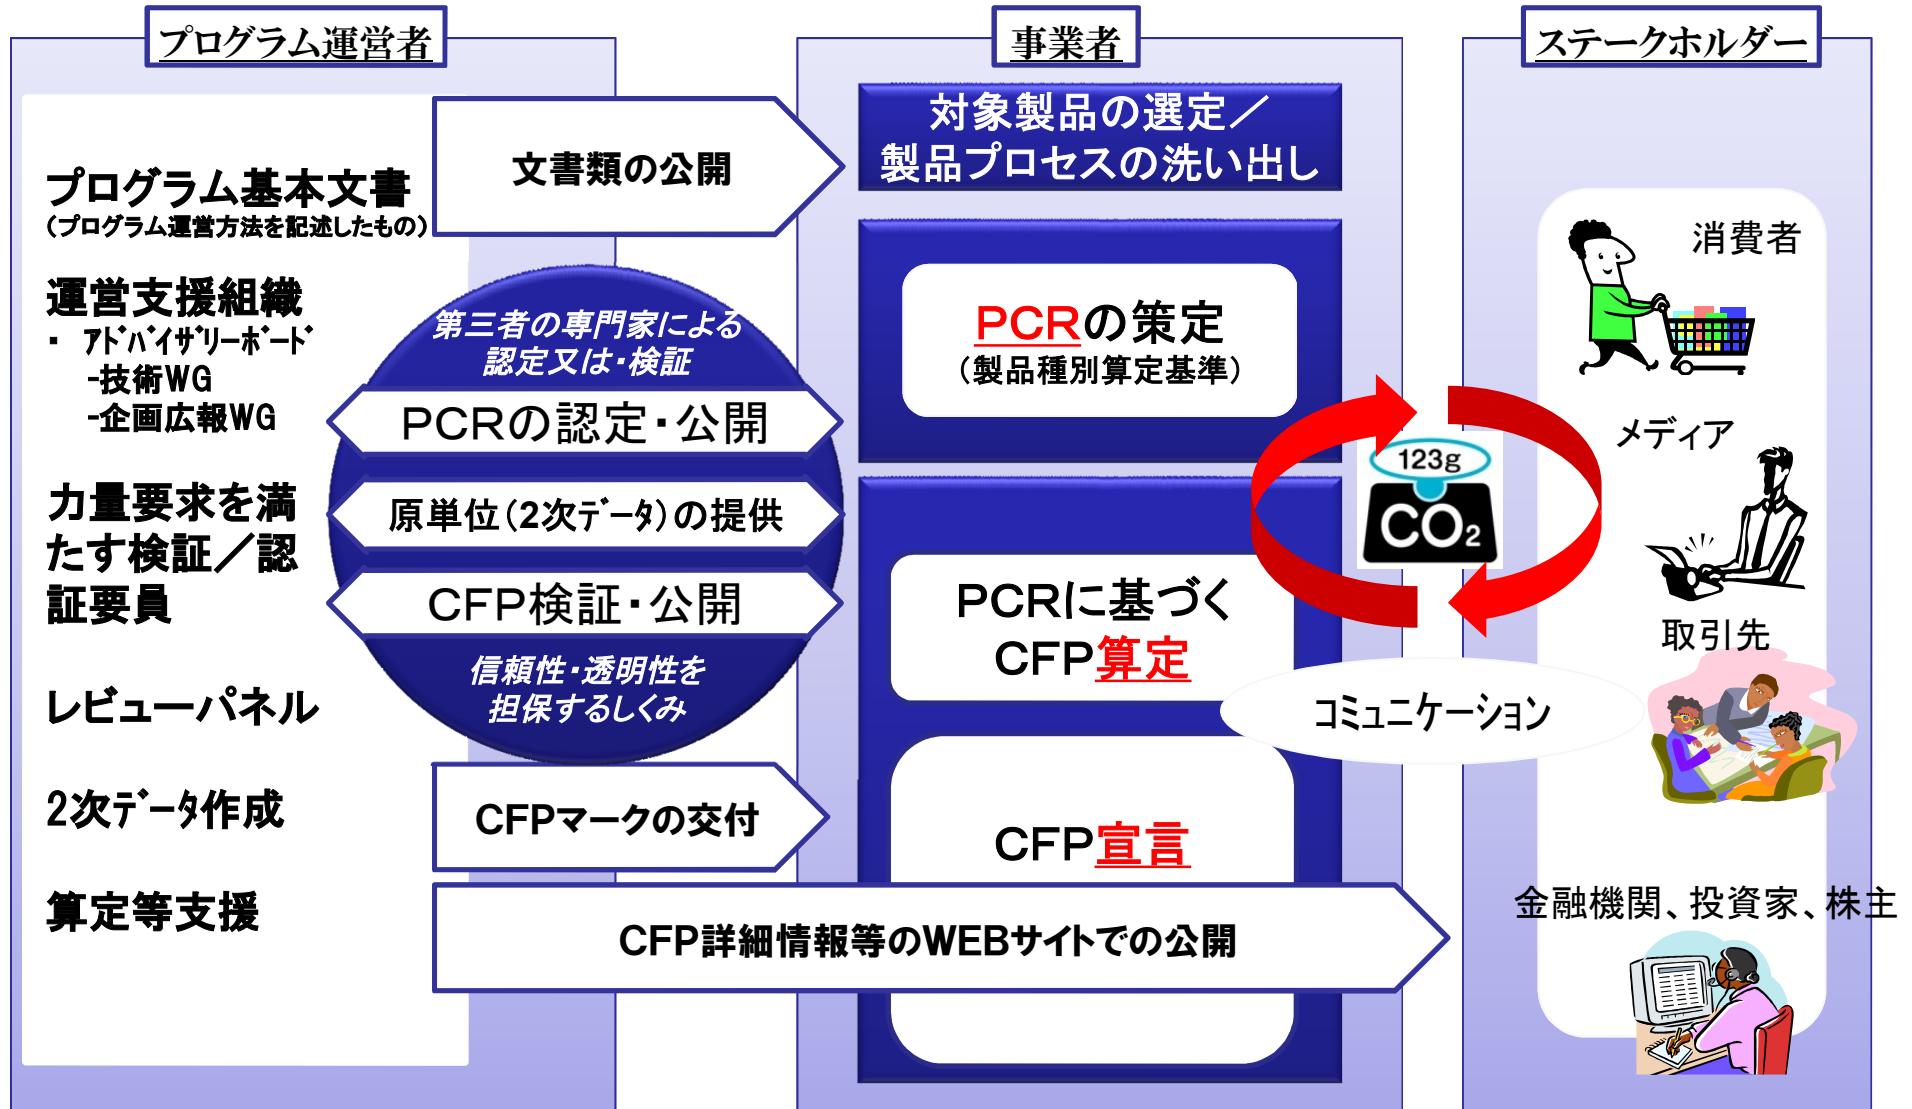 プログラム運営者
プログラム基本文書
（プログラム運営方法を記述したもの）
運営支援組織
▪ ｱﾄﾞﾊﾞｲｻﾞﾘｰﾎﾞｰﾄﾞ
-技術WG
-企画広報WG
力量要求を満
たす検証／認
証要員
レビューパネル
2次ﾃﾞｰﾀ作成
算定等支援
文書類の公開
第三者の専門家による
認定又は・検証
ＰＣＲの認定・公開
原単位（2次ﾃﾞｰﾀ）の提供
ＣＦＰ検証・公開
信頼性・透明性を
担保するしくみ
CFPマークの交付
CFP詳細情報等のWEBサイトでの公開
事業者
対象製品の選定／
製品プロセスの洗い出し
ＰＣＲの策定
（製品種別算定基準）
ＰＣＲに基づく
ＣＦＰ算定
ＣＦＰ宣言
123g
CO2
コミュニケーション
ステークホルダー
消費者
メディア
取引先
金融機関、投資家、株主